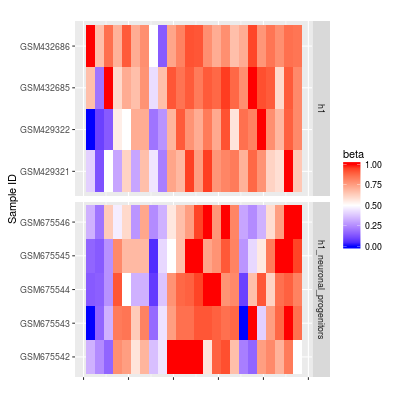 Sample ID
GSM432686
GSM432685
GSM429322
GSM429321
h1
GSM675546
GSM675545
GSM675544
GSM675543
GSM675542
h1_neuronal_progenitors
beta
1.00
0.75
0.50
0.25
0.00